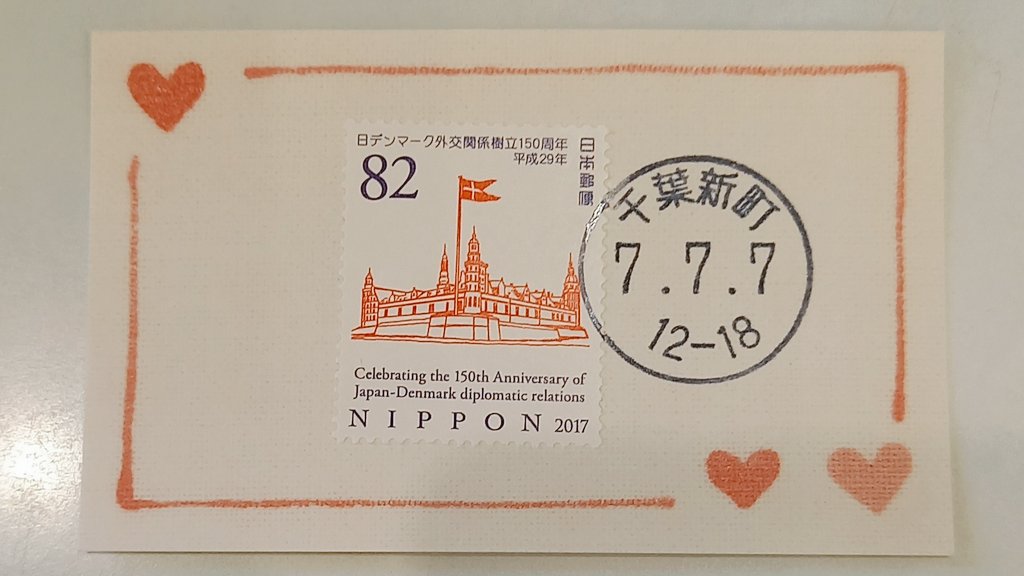 日デンマーク外交関係樹立150周年
平成29年
日本郵便
82
Celebrating the 150th Anniversary of
Japan-Denmark diplomatic relations
NIPPON 2017
千葉新町
7.7.7
12-18